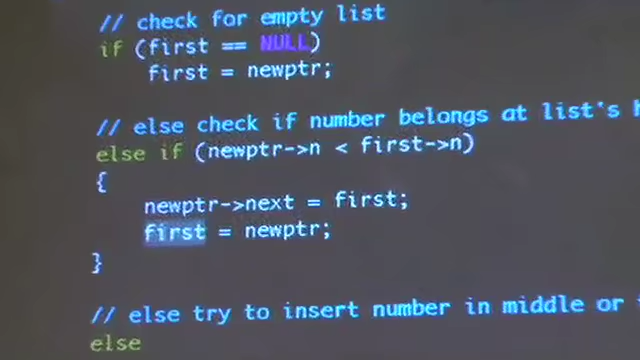 // check for empty list
if (first == NULL)
first = newptr;
// else check if number belongs at list's
else if (newptr->n < first->n)
{
newptr->next = first;
first = newptr;
}
// else try to insert number in middle or
else